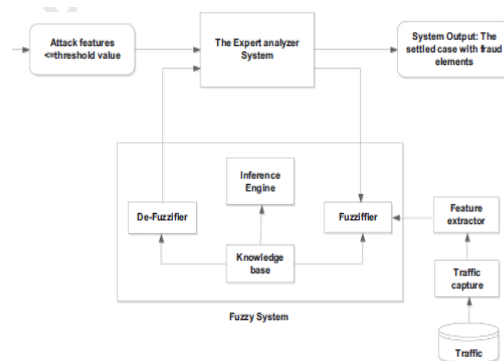 Attack features
<=threshold value
The Expert analyzer
System
System Output: The
settled case with fraud
elements
Inference
Engine
De-Fuzzifier
Fuzziffier
Feature
extractor
Knowledge
base
Traffic
capture
Fuzzy System
Traffic